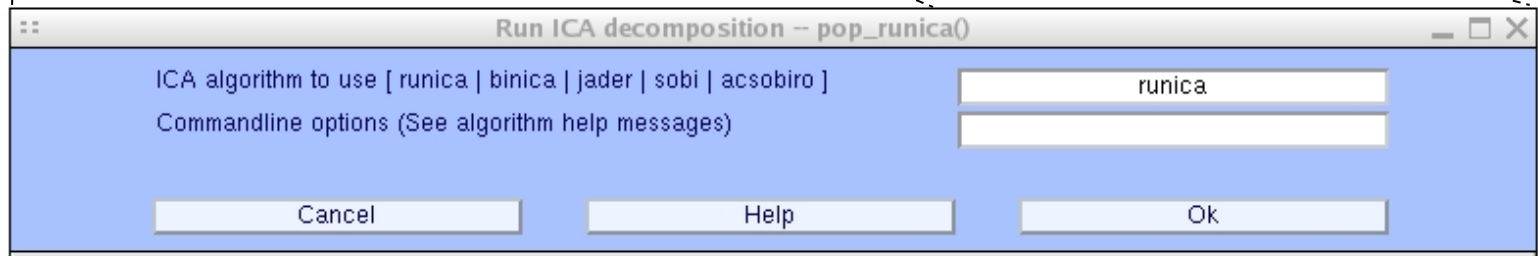 Run ICA decomposition -- pop_runica()
ICA algorithm to use [ runica | binica | jader | sobi | acsobiro ]
runica
Commandline options (See algorithm help messages)
Cancel
Help
Ok